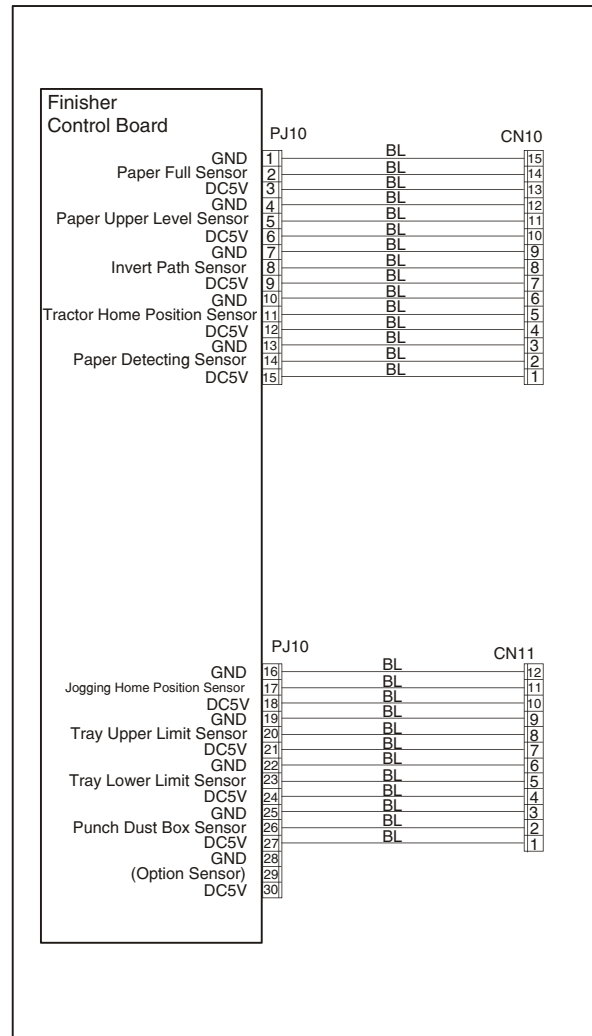 Finisher
Control Board
PJ10 CN10
GND 1 BL 15
Paper Full Sensor 2 BL 14
DC5V 3 BL 13
GND 4 BL 12
Paper Upper Level Sensor 5 BL 11
DC5V 6 BL 10
GND 7 BL 9
Invert Path Sensor 8 BL 8
DC5V 9 BL 7
GND 10 BL 6
Tractor Home Position Sensor 11 BL 5
DC5V 12 BL 4
GND 13 BL 3
Paper Detecting Sensor 14 BL 2
DC5V 15 BL 1
PJ10 CN11
GND 16 BL 12
Jogging Home Position Sensor 17 BL 11
DC5V 18 BL 10
GND 19 BL 9
Tray Upper Limit Sensor 20 BL 8
DC5V 21 BL 7
GND 22 BL 6
Tray Lower Limit Sensor 23 BL 5
DC5V 24 BL 4
GND 25 BL 3
Punch Dust Box Sensor 26 BL 2
DC5V 27 BL 1
GND 28
(Option Sensor) 29
DC5V 30